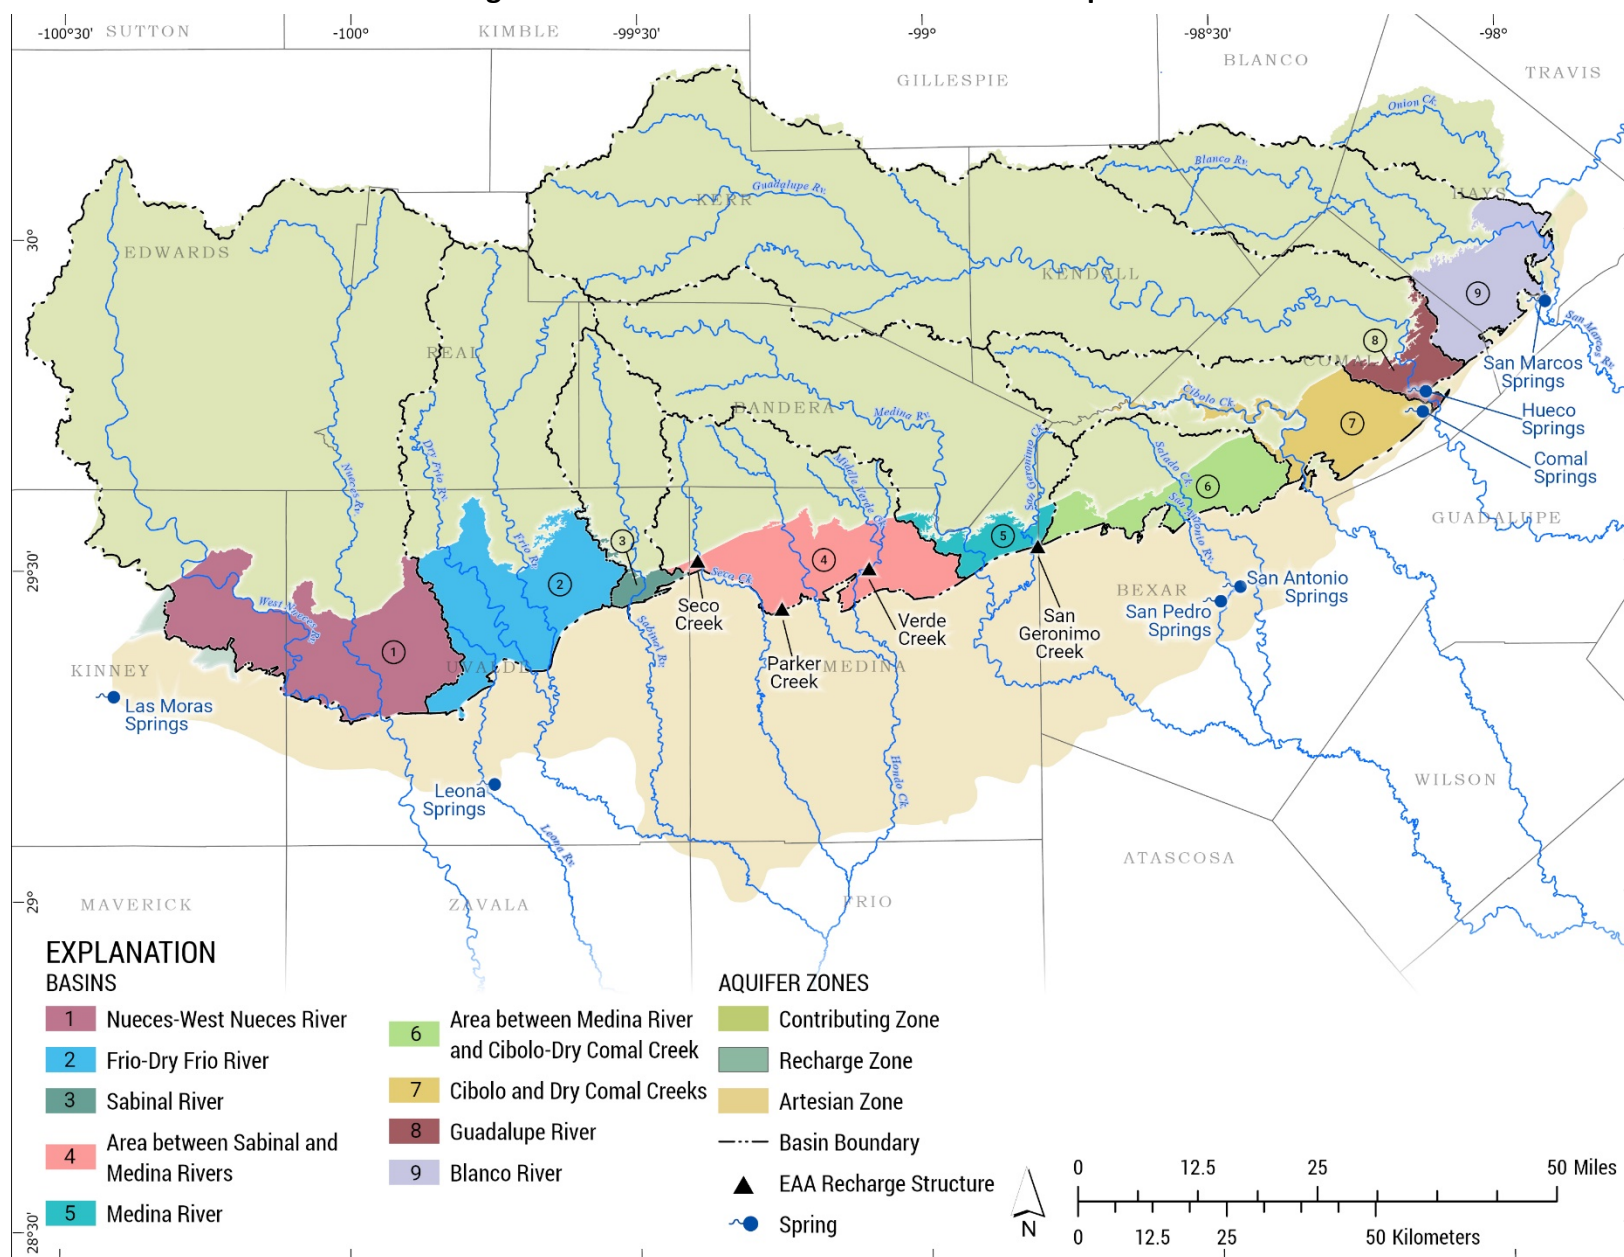 -100°30'
-100°
-99°30'
-99°
-98°30'
-98°
SUTTON
KIMBLE
GILLESPIE
BLANCO
TRAVIS
Onion Ck.
Blanco Rv.
Guadalupe Rv.
KERR
HAYS
30°
EDWARDS
KENDALL
9
San Marcos Rv.
REAL
8
COMAL
San Marcos
Springs
BANDERA
Medina Rv.
Cibolo Ck.
7
Hueco
Springs
Comal
Springs
Dry Frio Rv.
Nueces Rv.
Middle Verde Ck.
San Geronimo Ck.
Salado Ck.
6
San Antonio Rv.
GUADALUPE
Frio Rv.
3
5
4
29°30'
2
Seco Ck.
BEXAR
San Antonio
Springs
San Pedro
Springs
West Nueces Rv.
Seco
Creek
Verde
Creek
San
Geronimo
Creek
Sabinal Rv.
1
KINNEY
UVALDE
Parker
Creek
MEDINA
Las Moras
Springs
Hondo Ck.
WILSON
Leona
Springs
Leona Rv.
ATASCOSA
29°
MAVERICK
ZAVALA
FRIO
EXPLANATION
BASINS
1 Nueces-West Nueces River
2 Frio-Dry Frio River
3 Sabinal River
4 Area between Sabinal and
Medina Rivers
5 Medina River
6 Area between Medina River
and Cibolo-Dry Comal Creek
7 Cibolo and Dry Comal Creeks
8 Guadalupe River
9 Blanco River
AQUIFER ZONES
Contributing Zone
Recharge Zone
Artesian Zone
Basin Boundary
EAA Recharge Structure
Spring
N
0 12.5 25 50 Miles
0 12.5 25 50 Kilometers
28°30'